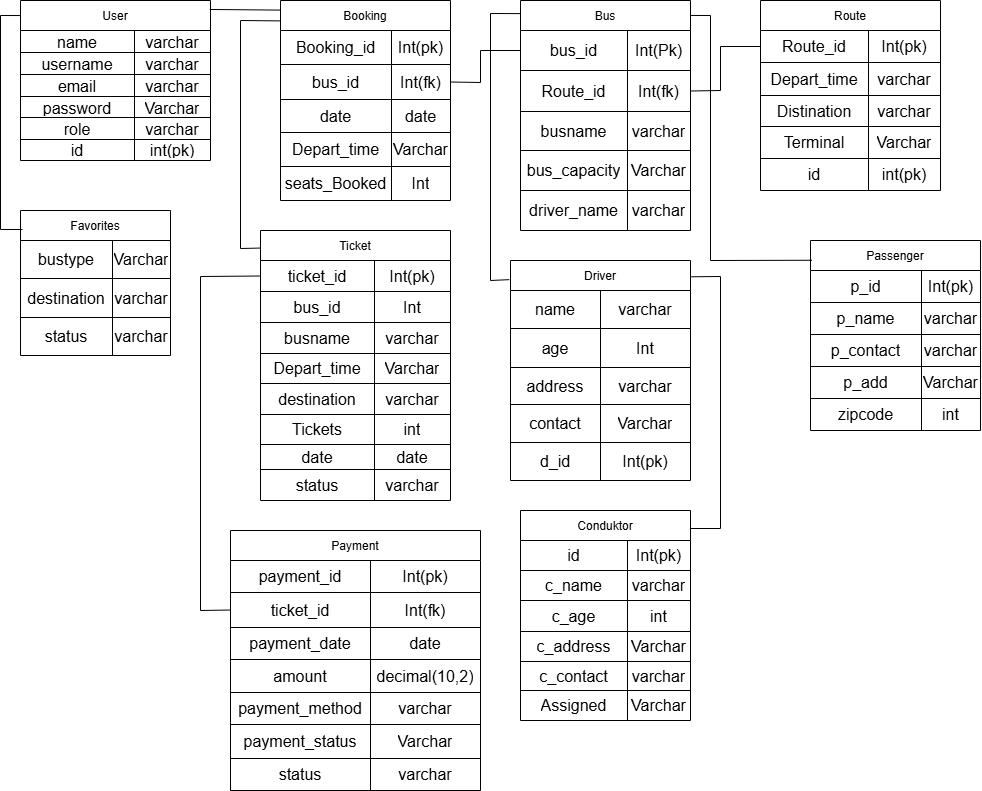 User
name varchar
username varchar
email varchar
password Varchar
role varchar
id int(pk)
Booking
Booking_id Int(pk)
bus_id Int(fk)
date date
Depart_time Varchar
seats_Booked Int
Bus
bus_id Int(Pk)
Route_id Int(fk)
busname varchar
bus_capacity Varchar
driver_name varchar
Route
Route_id Int(pk)
Depart_time varchar
Distination varchar
Terminal Varchar
id int(pk)
Favorites
bustype Varchar
destination varchar
status varchar
Ticket
ticket_id Int(pk)
bus_id Int
busname varchar
Depart_time Varchar
destination varchar
Tickets int
date date
status varchar
Driver
name varchar
age Int
address varchar
contact Varchar
d_id Int(pk)
Passenger
p_id Int(pk)
p_name varchar
p_contact varchar
p_add Varchar
zipcode int
Payment
payment_id Int(pk)
ticket_id Int(fk)
payment_date date
amount decimal(10,2)
payment_method varchar
payment_status Varchar
status varchar
Conduktor
id Int(pk)
c_name varchar
c_age int
c_address Varchar
c_contact varchar
Assigned Varchar